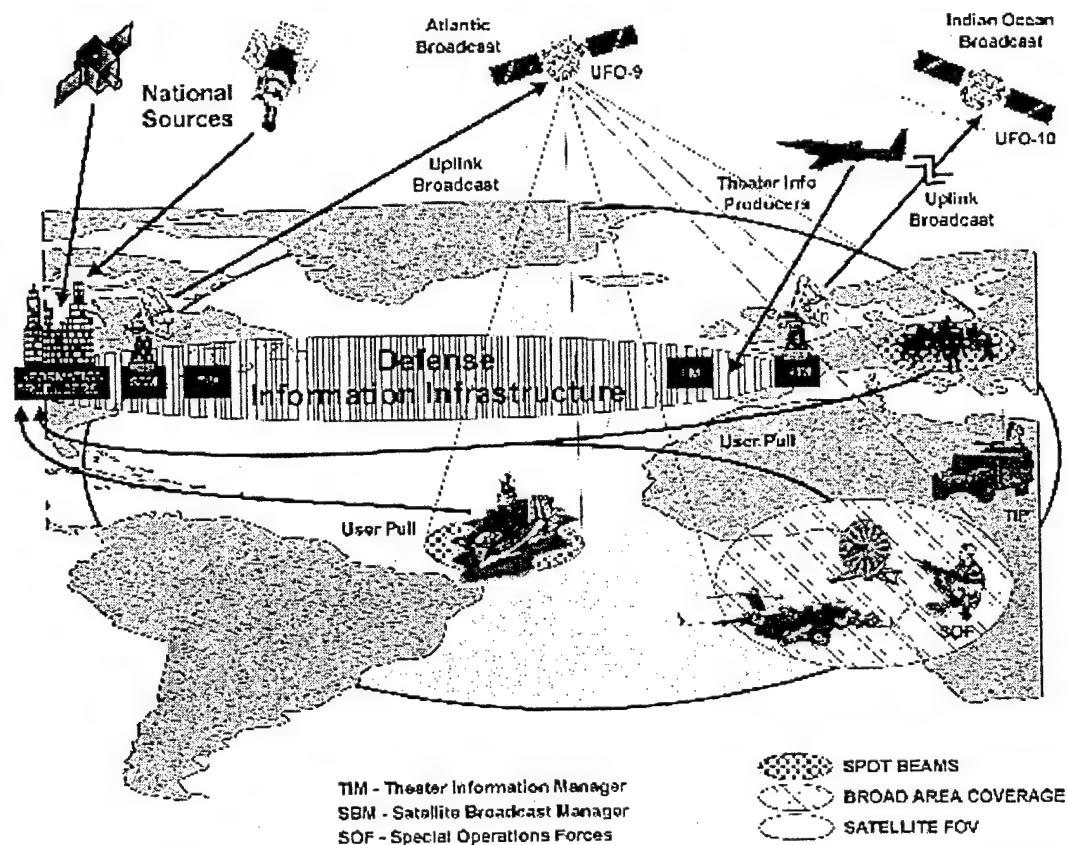 Atlantic
Broadcast
Indian Ocean
Broadcast
UFO-9
National
Sources
UFO-10
Uplink
Broadcast
Theater Info
Producers
Uplink
Broadcast
Defense
Information Infrastructure
User Pull
User Pull
TIP
SOF
TIM - Theater Information Manager
SBM - Satellite Broadcast Manager
SOF - Special Operations Forces
SPOT BEAMS
BROAD AREA COVERAGE
SATELLITE FOV